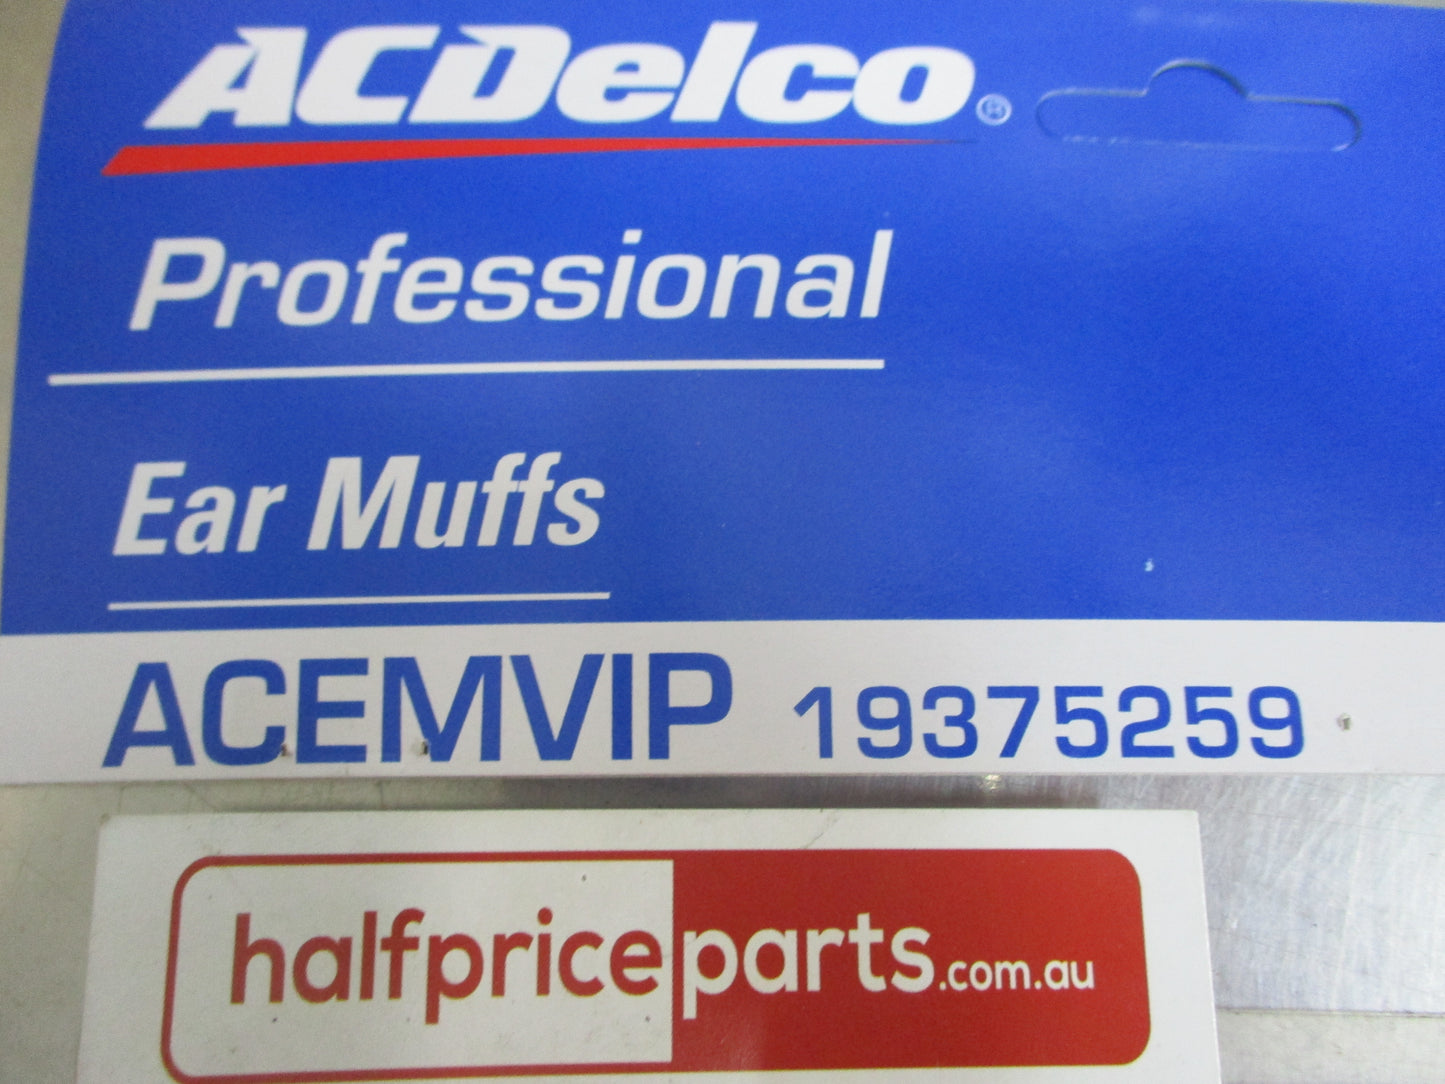 ACDelco®
Professional
Ear Muffs
ACEMVIP 19375259
halfpriceparts.com.au